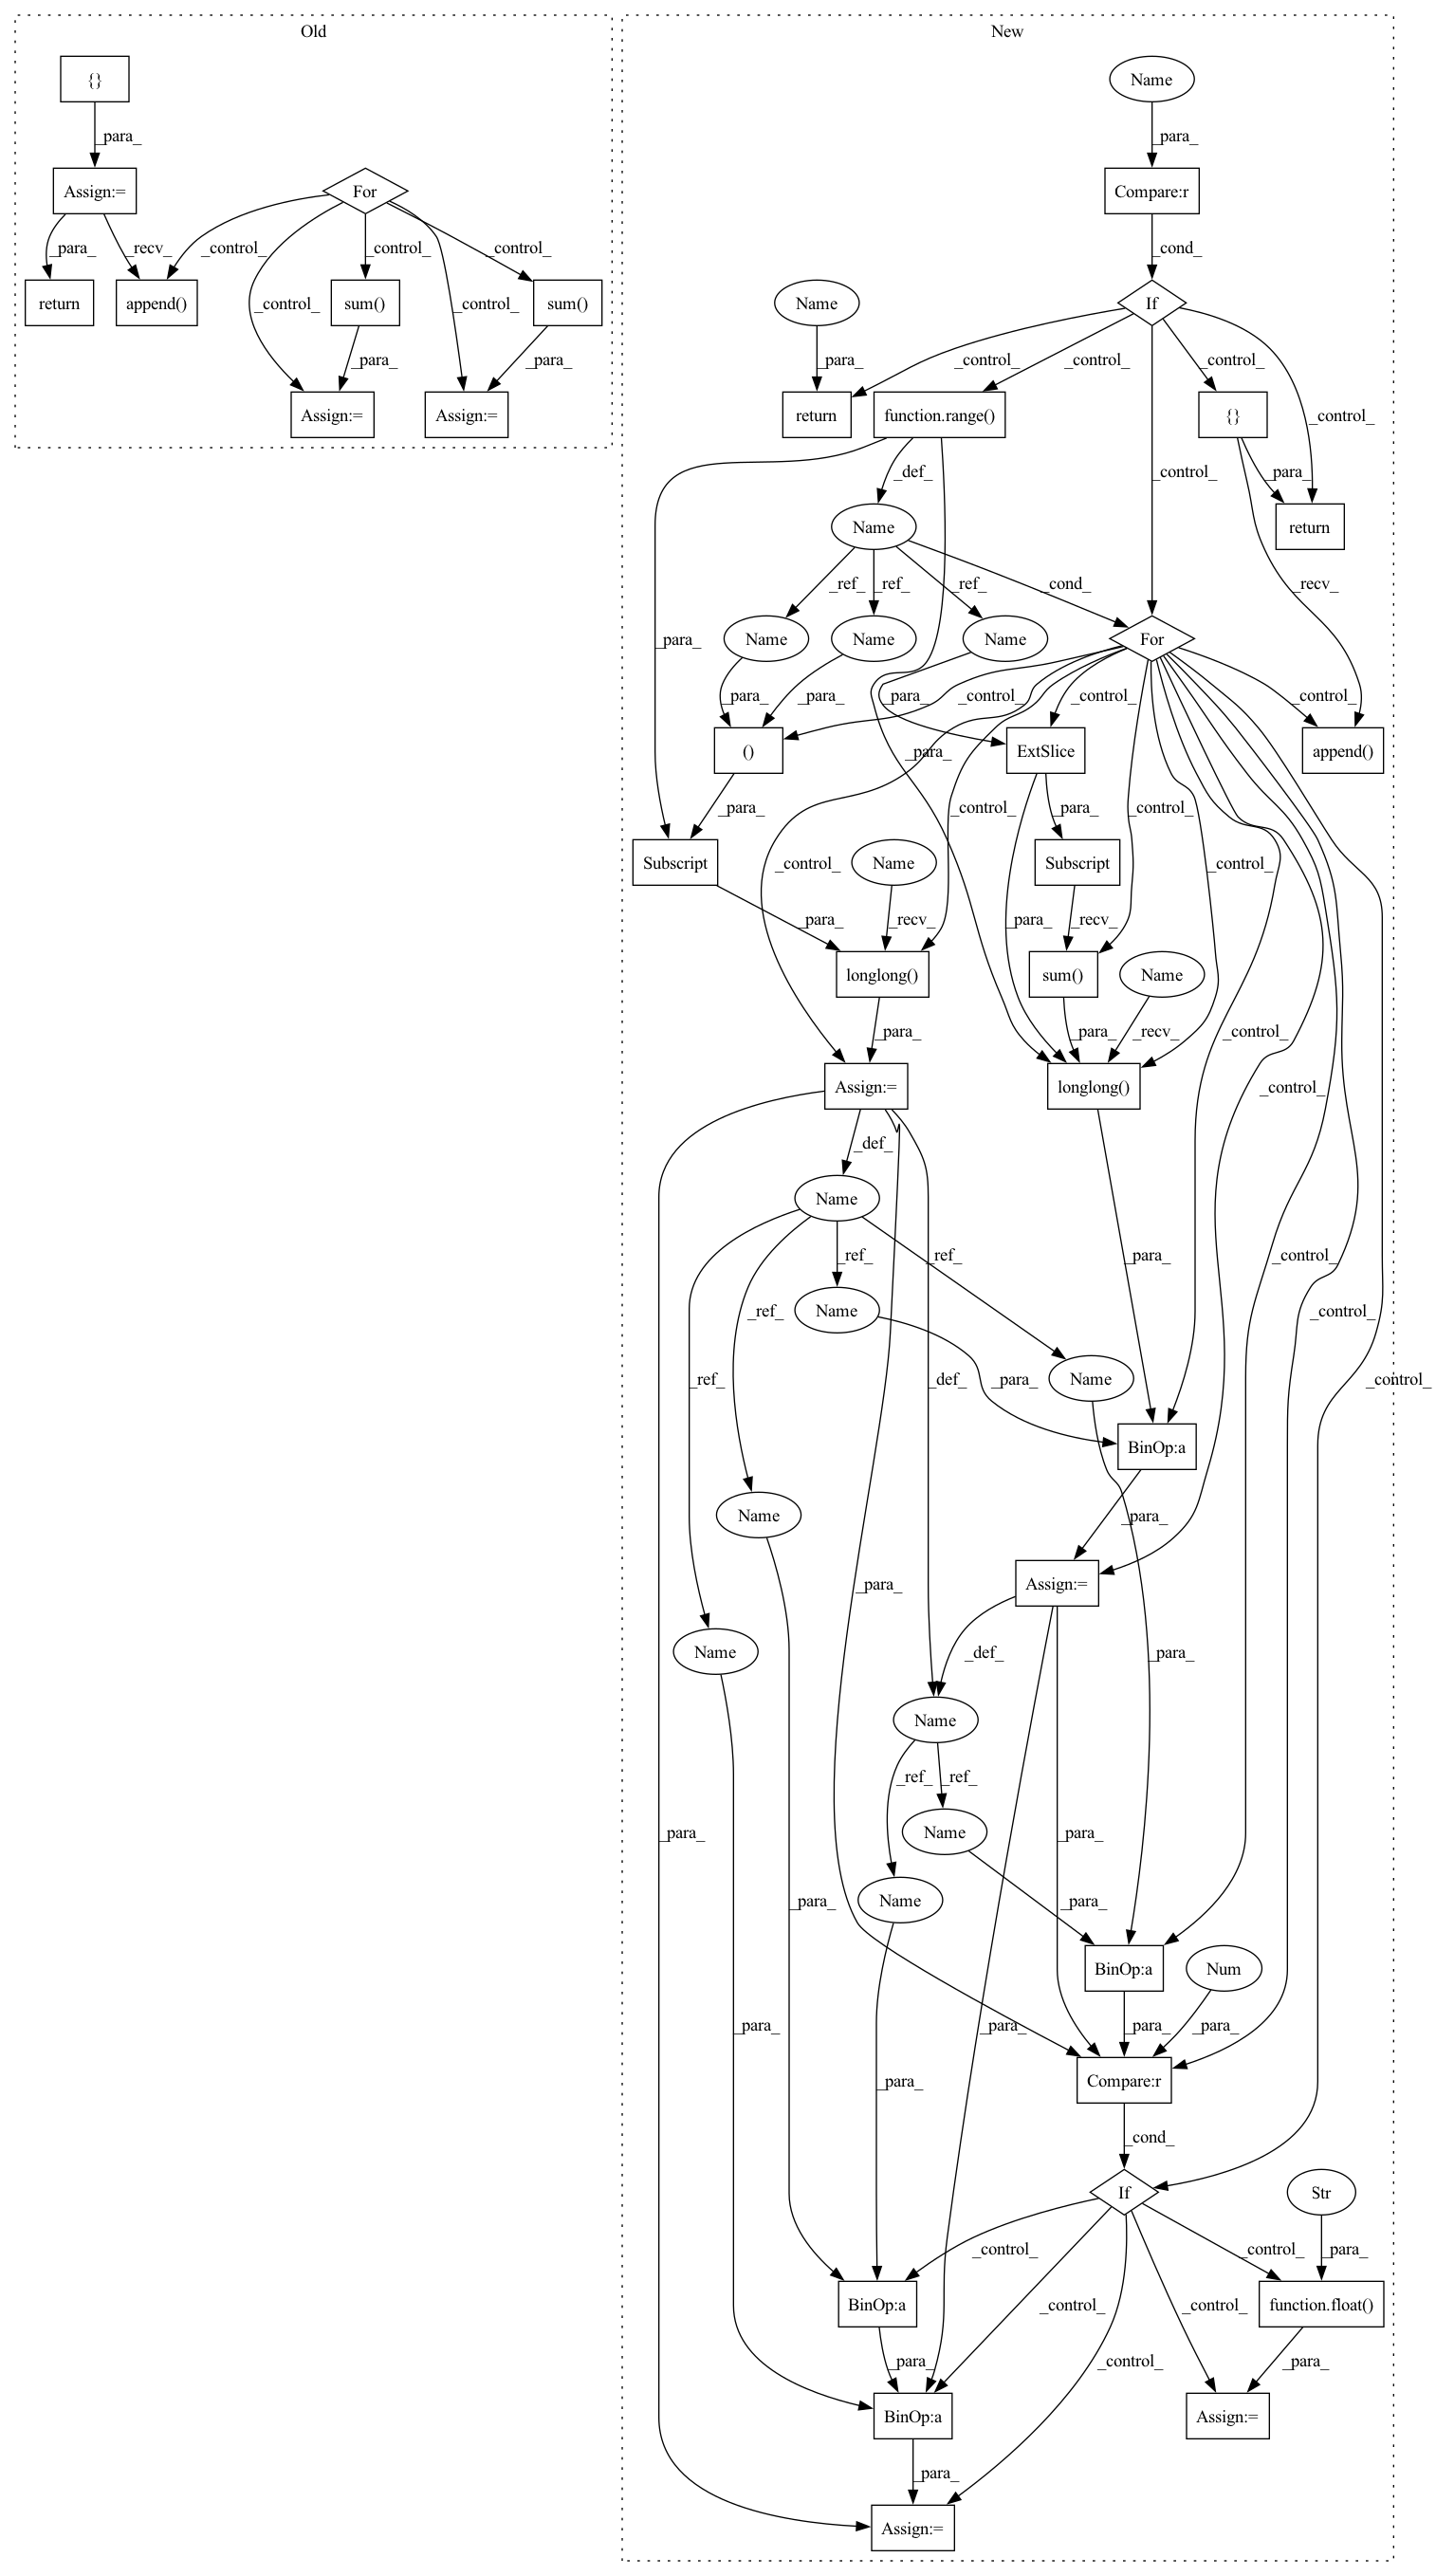 Old
New
{}
Name
_para_
_para_
Assign:=
For
Compare:r
_para_
_recv_
_control_
_control_
_control_
_control_
_cond_
return
append()
sum()
sum()
Name
If
_para_
_para_
_para_
_control_
_control_
_control_
_control_
_control_
Assign:=
Assign:=
return
function.range()
{}
_def_
_para_
_recv_
Name
return
_ref_
_ref_
_ref_
_cond_
_para_
Name
Name
Name
For
_para_
_para_
_para_
_control_
_control_
_control_
()
_para_
ExtSlice
append()
_para_
_control_
_para_
_control_
Subscript
Name
Subscript
_control_
_control_
_para_
_recv_
_para_
_recv_
longlong()
sum()
Name
_para_
_para_
_recv_
_control_
Assign:=
longlong()
_control_
_control_
_def_
Name
_ref_
_ref_
_para_
_control_
_ref_
Name
_control_
_ref_
Name
_def_
_para_
_control_
BinOp:a
Name
_para_
_para_
Assign:=
Name
_def_
_para_
Name
_ref_
_ref_
Name
_para_
_para_
Name
_para_
_para_
BinOp:a
Num
_para_
_para_
_para_
_para_
_para_
Compare:r
_cond_
If
Str
_control_
_control_
_para_
BinOp:a
_control_
_control_
function.float()
_para_
_control_
_para_
BinOp:a
Assign:=
_para_
Assign:=